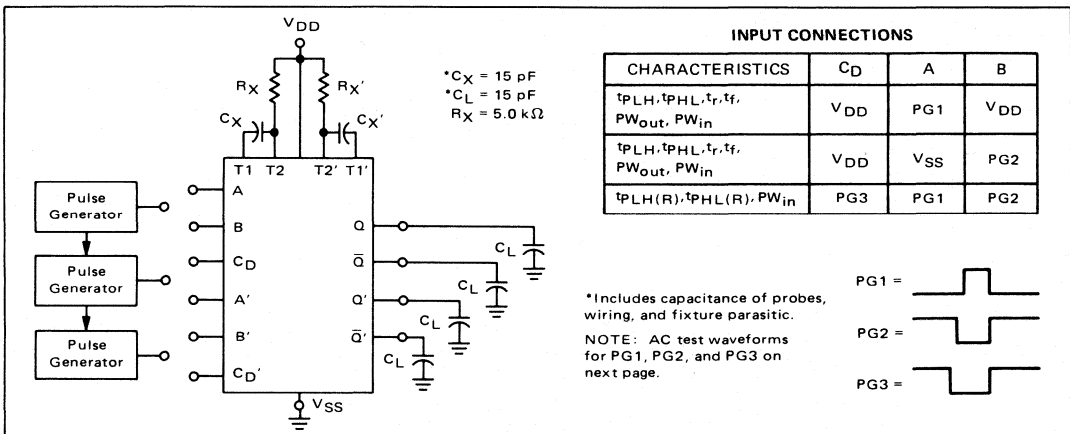 VDD
RX
RX'
CX
CX'
*CX = 15 pF
*CL = 15 pF
RX = 5.0 kΩ
T1
T2
T2'
T1'
Pulse
Generator
Pulse
Generator
Pulse
Generator
A
B
CD
A'
B'
CD'
Q
Q̅
Q'
Q̅'
CL
CL
CL
CL
VSS
INPUT CONNECTIONS
CHARACTERISTICS CD A B
tPLH, tPHL, tr, tf,
PWout, PWin
VDD PG1 VDD
tPLH, tPHL, tr, tf,
PWout, PWin
VDD VSS PG2
tPLH(R), tPHL(R), PWin PG3 PG1 PG2
*Includes capacitance of probes,
wiring, and fixture parasitic.
NOTE: AC test waveforms
for PG1, PG2, and PG3 on
next page.
PG1 =
PG2 =
PG3 =